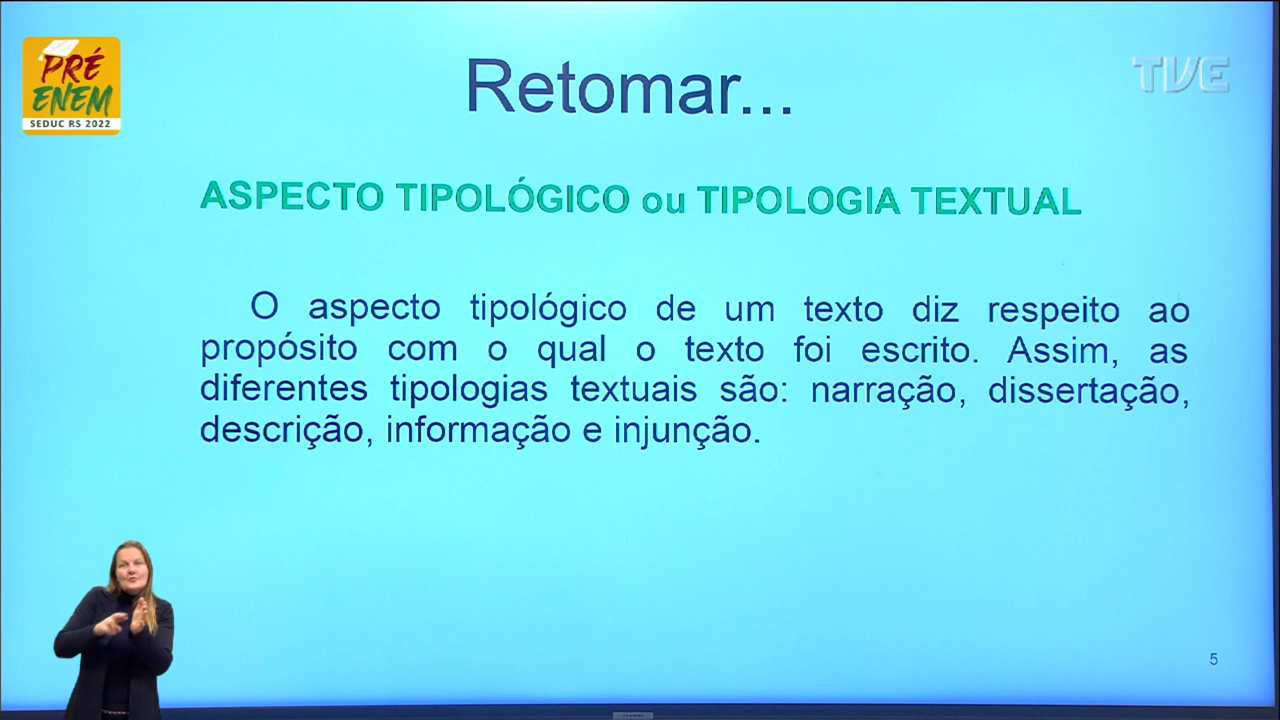 PRÉ
ENEM
SEDUC RS 2022
Retomar...
TVE
ASPECTO TIPOLÓGICO ou TIPOLOGIA TEXTUAL
O aspecto tipológico de um texto diz respeito ao
propósito com o qual o texto foi escrito. Assim, as
diferentes tipologias textuais são: narração, dissertação,
descrição, informação e injunção.
5